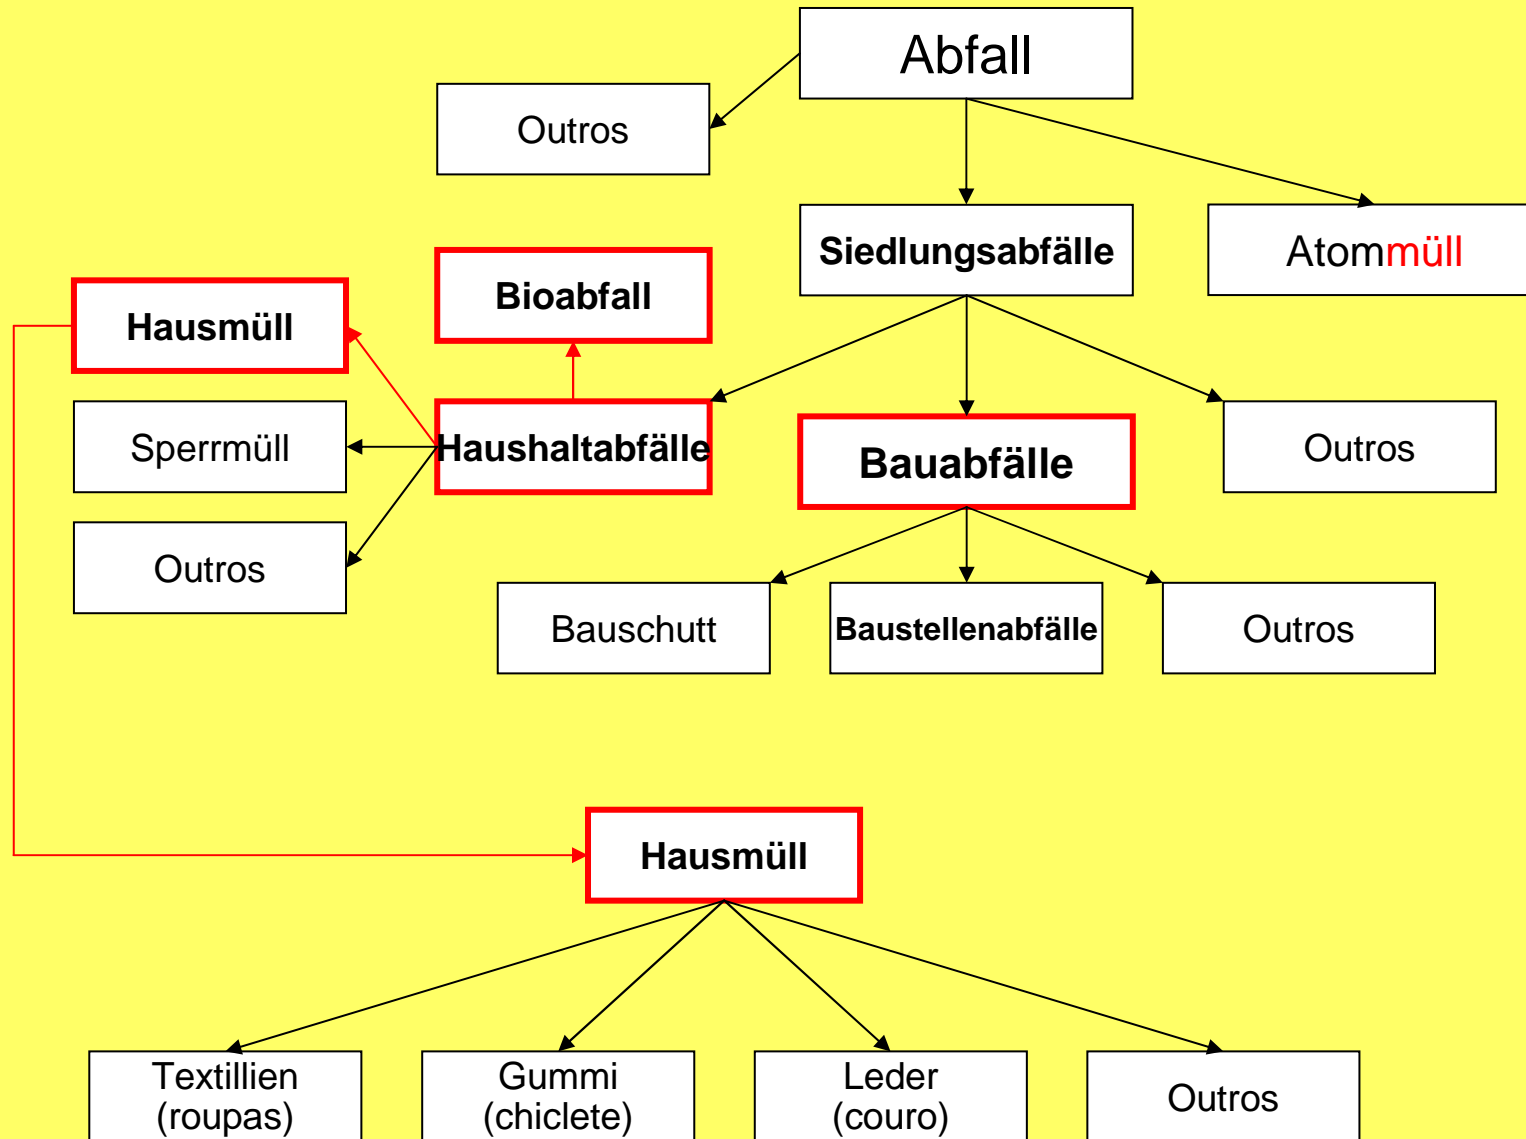 Abfall
Outros
Siedlungsabfälle
Atommüll
Bioabfall
Hausmüll
Haushaltabfälle
Sperrmüll
Bauabfälle
Outros
Outros
Bauschutt
Baustellenabfälle
Outros
Hausmüll
Textillien
(roupas)
Gummi
(chiclete)
Leder
(couro)
Outros